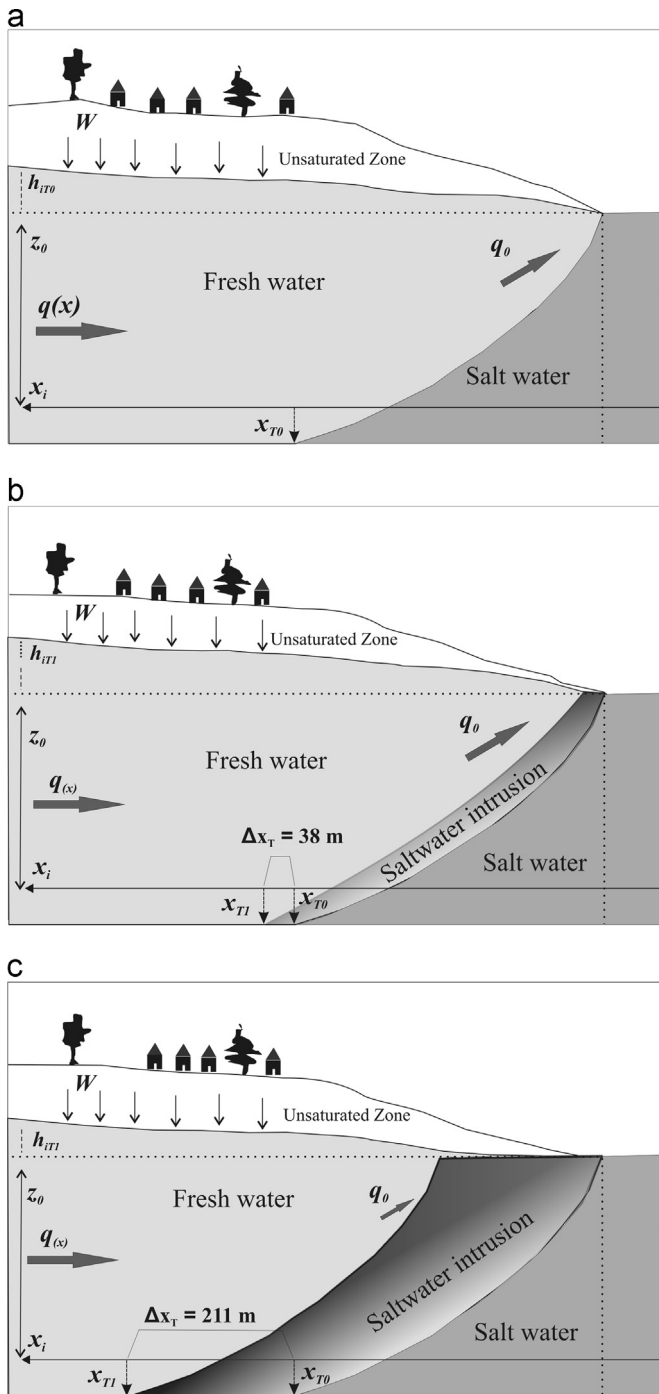 a
W
Unsaturated Zone
h_iT0
z_0
q_0
Fresh water
q(x)
Salt water
x_i
x_T0
b
W
Unsaturated Zone
h_iT1
z_0
q_0
Fresh water
q_(x)
Saltwater intrusion
Δx_T = 38 m
Salt water
x_i
x_T1 x_T0
c
W
Unsaturated Zone
h_iT1
z_0
Fresh water
q_0
q_(x)
Saltwater intrusion
Δx_T = 211 m
Salt water
x_i
x_T1 x_T0